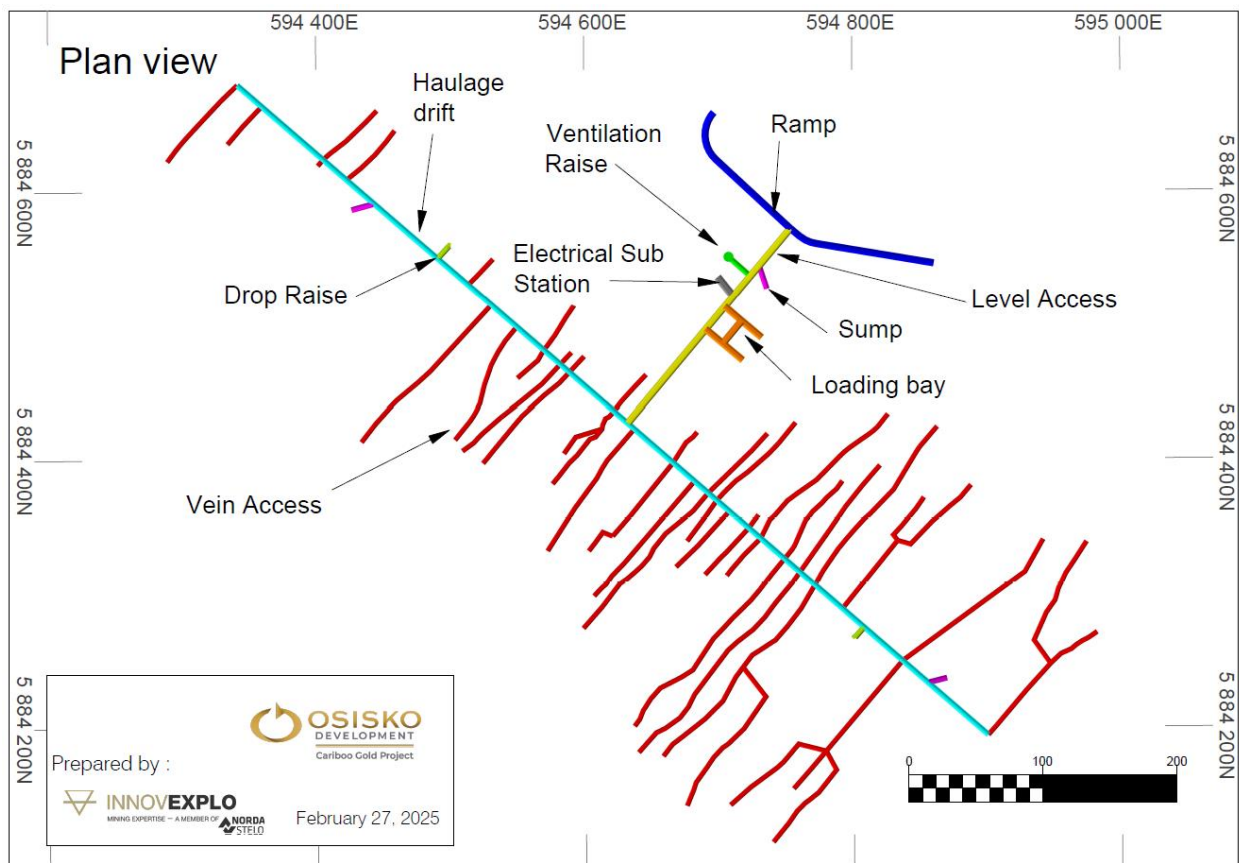 594 400E
594 600E
594 800E
595 000E
Plan view
Haulage
drift
Ventilation
Raise
Ramp
5 884 600N
5 884 600N
Electrical Sub
Station
Drop Raise
Level Access
Sump
Loading bay
5 884 400N
5 884 400N
Vein Access
5 884 200N
5 884 200N
OSISKO
DEVELOPMENT
Cariboo Gold Project
Prepared by :
INNOVEXPLO
MINING EXPERTISE – A MEMBER OF
NORDA
STELO
February 27, 2025
0
100
200